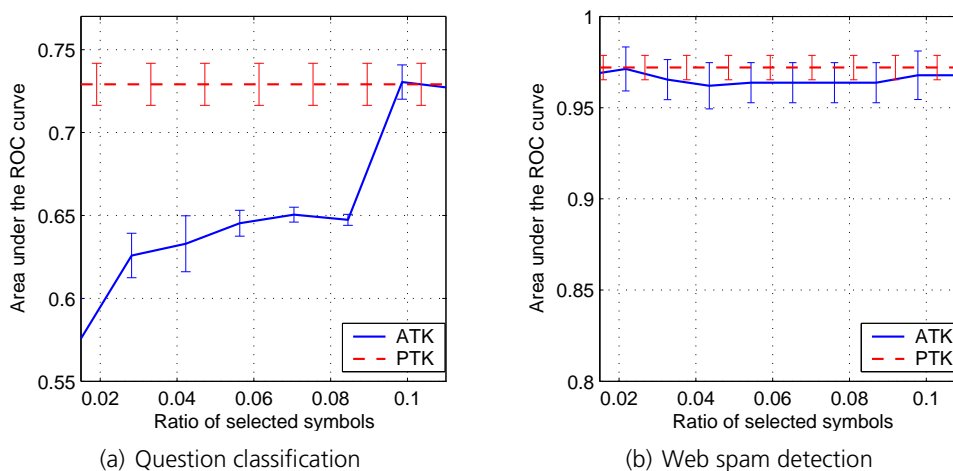 0.75
0.7
0.65
0.6
0.55
0.02 0.04 0.06 0.08 0.1
Area under the ROC curve
Ratio of selected symbols
ATK
PTK
(a) Question classification
1
0.95
0.9
0.85
0.8
0.02 0.04 0.06 0.08 0.1
Area under the ROC curve
Ratio of selected symbols
ATK
PTK
(b) Web spam detection